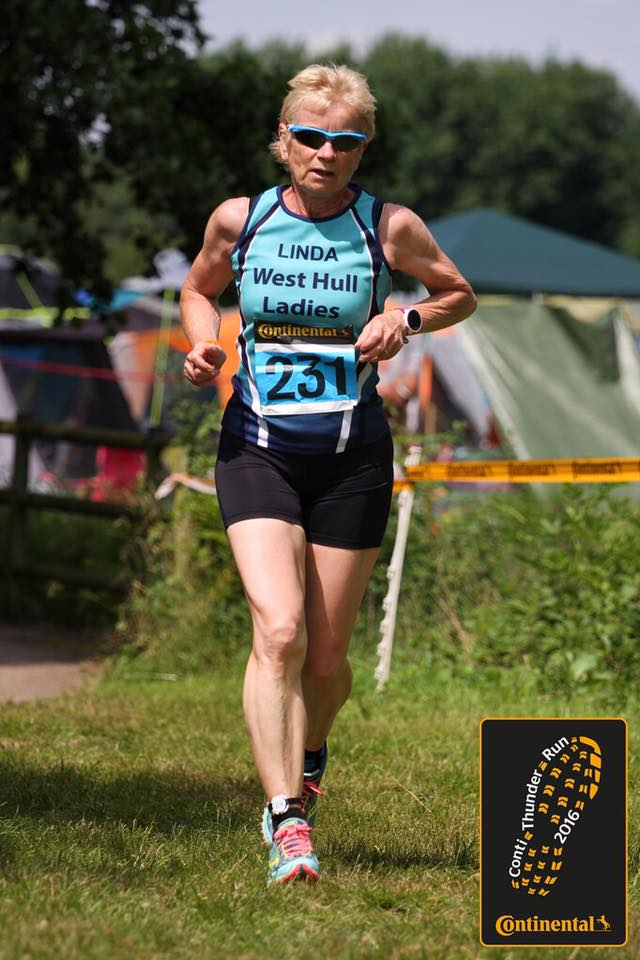 LINDA
West Hull
Ladies
Continental
231
Conti Thunder Run
2016
Continental